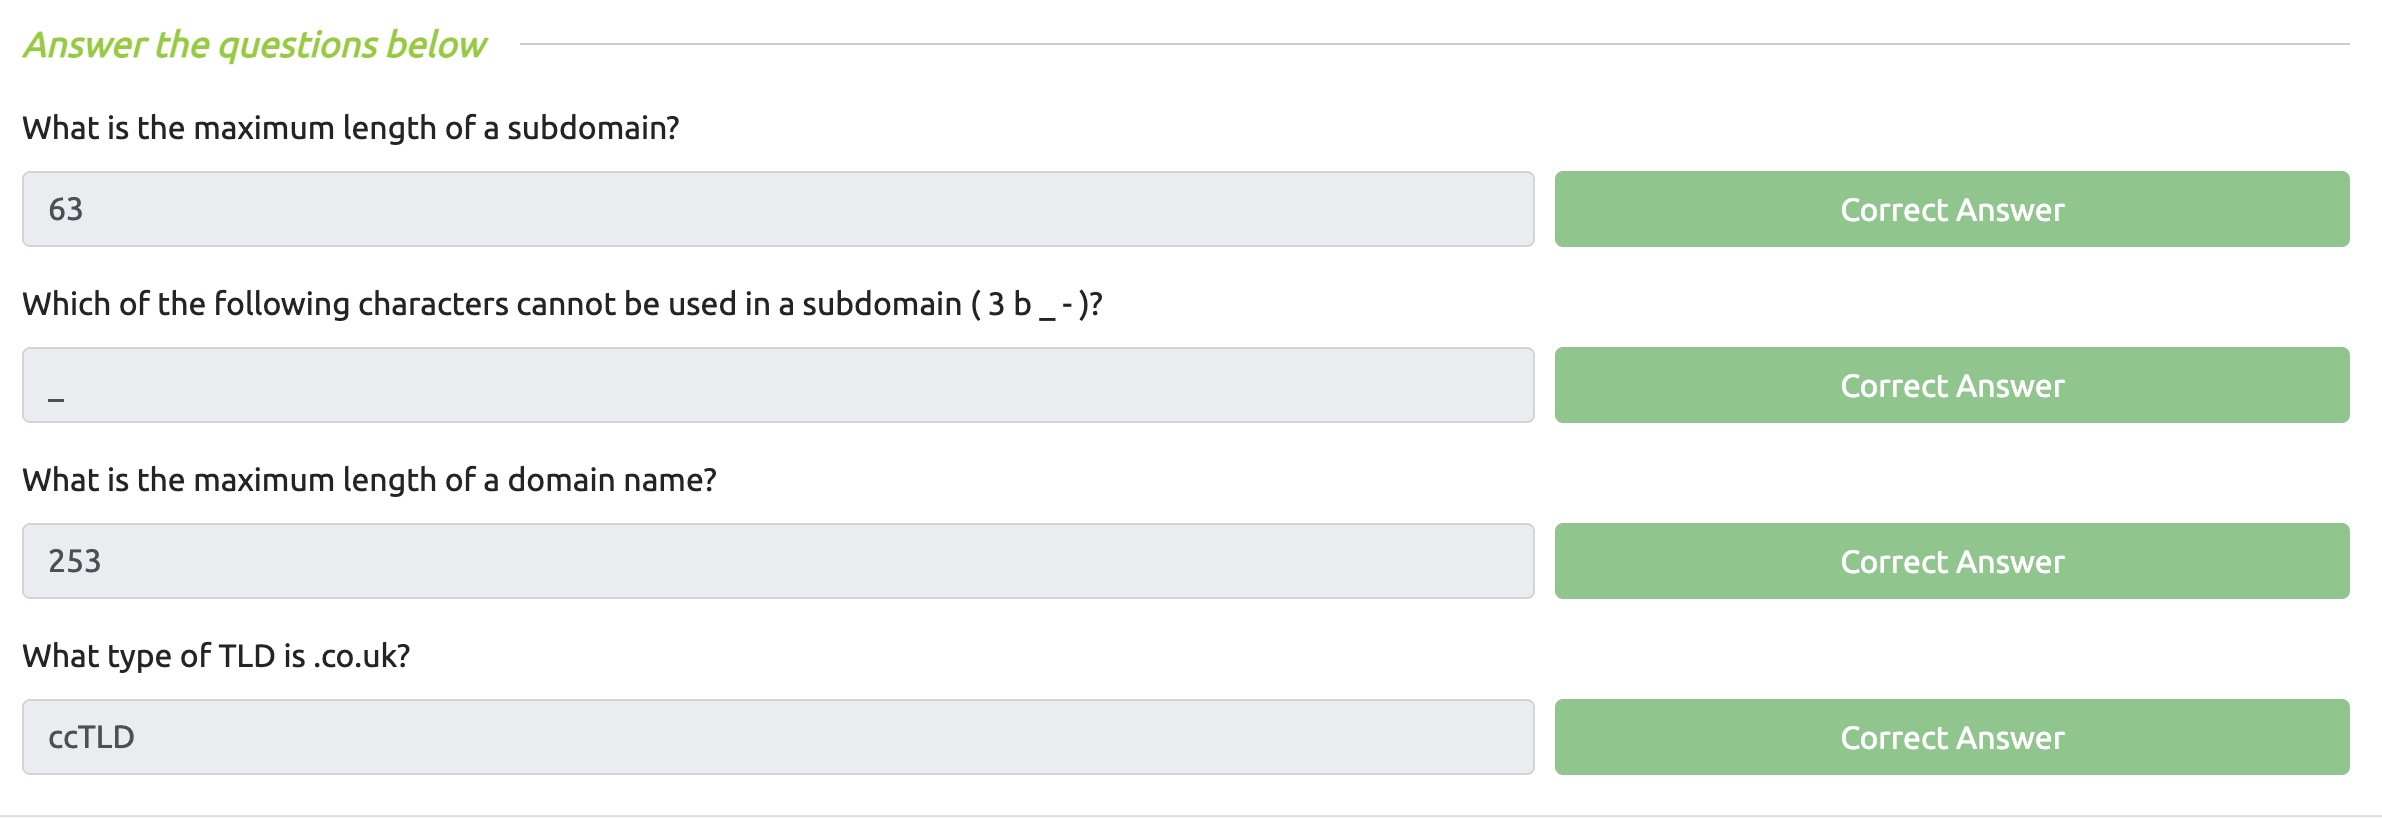 Answer the questions below
What is the maximum length of a subdomain?
63 Correct Answer
Which of the following characters cannot be used in a subdomain ( 3 b _ - )?
_ Correct Answer
What is the maximum length of a domain name?
253 Correct Answer
What type of TLD is .co.uk?
ccTLD Correct Answer